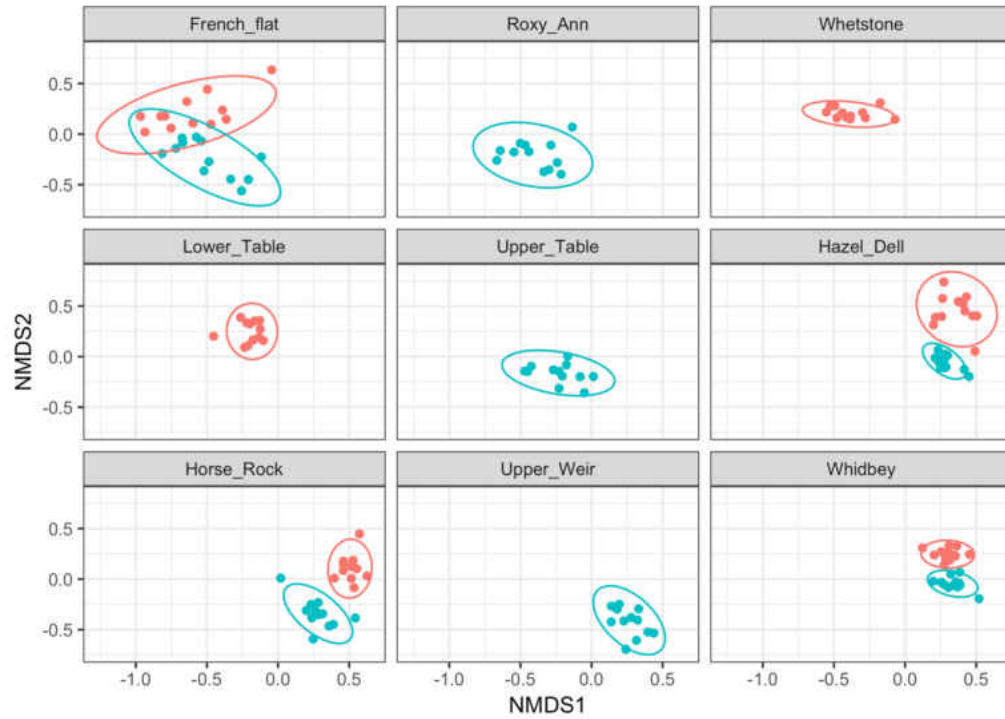 French_flat
Roxy_Ann
Whetstone
0.5
0.0
-0.5
Lower_Table
Upper_Table
Hazel_Dell
NMDS2
0.5
0.0
-0.5
Horse_Rock
Upper_Weir
Whidbey
0.5
0.0
-0.5
-1.0 -0.5 0.0 0.5 -1.0 -0.5 0.0 0.5 -1.0 -0.5 0.0 0.5
NMDS1